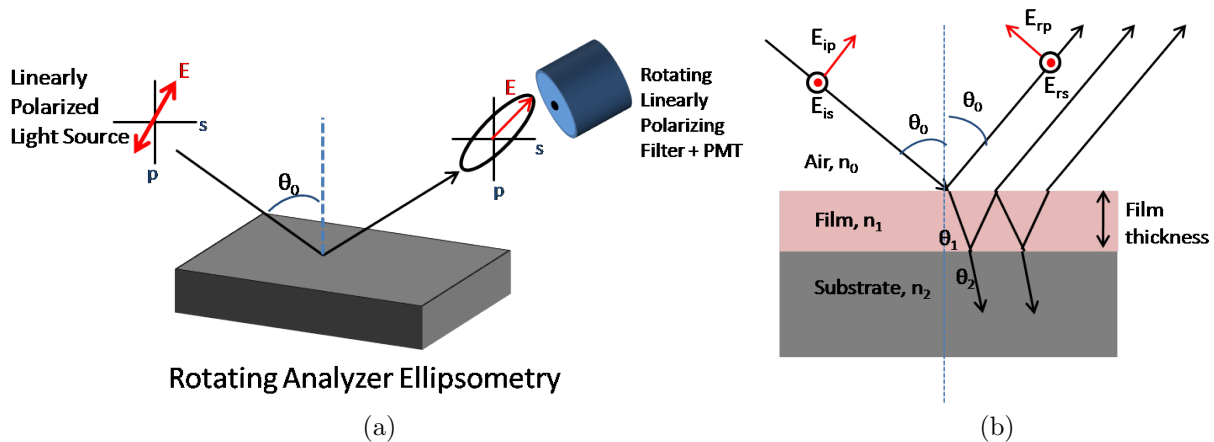 Linearly
Polarized
Light Source
E
s
p
θ₀
E
s
p
Rotating
Linearly
Polarizing
Filter + PMT
Rotating Analyzer Ellipsometry
(a)
Eᵢₚ
Eᵢₛ
Eᵣₚ
Eᵣₛ
θ₀
θ₀
Air, n₀
Film, n₁
θ₁
Film
thickness
Substrate, n₂
θ₂
(b)